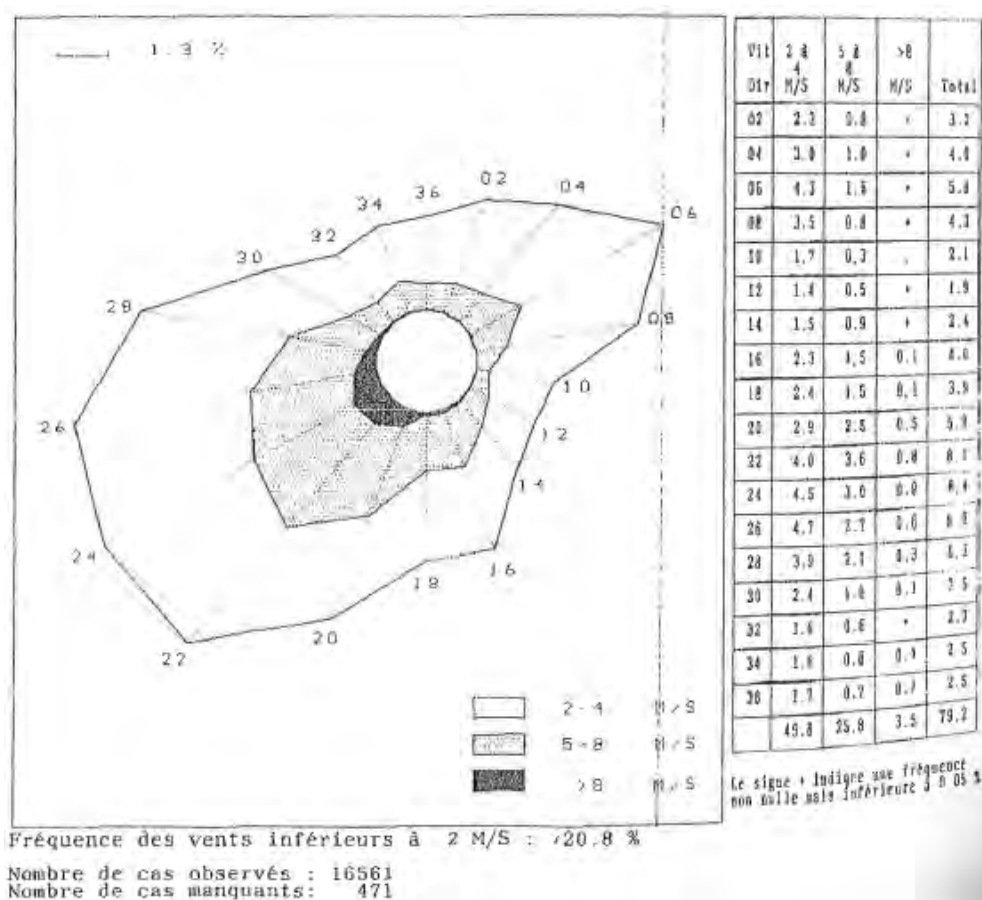 1.3 %
02
04
06
08
10
12
14
16
18
20
22
24
26
28
30
32
34
36
2-4 M/S
5-8 M/S
>8 M/S
Vit 2 à 5 à >8
4 8
Dir M/S M/S M/S Total
02 2.3 0.8 + 3.2
04 3.0 1.0 + 4.0
06 4.3 1.5 + 5.8
08 3.5 0.8 + 4.3
10 1.7 0.3 2.1
12 1.4 0.5 + 1.9
14 1.5 0.9 + 2.4
16 2.3 0.1
18 2.4 0.1 3.9
20 2.9 2.5 0.5
22 4.0 3.6 0.8
24 4.5 3.0
26 4.7
28 3.9 2.1 0.3
30 2.4 0.1
32 0.6 + 2.7
34 2.5
36 1.7 0.7 2.5
49.8 25.8 3.5 79.2
Le signe + indique une fréquence
non nulle mais inférieure à 0 05 %
Fréquence des vents inférieurs à 2 M/S : 20.8 %
Nombre de cas observés : 16561
Nombre de cas manquants: 471